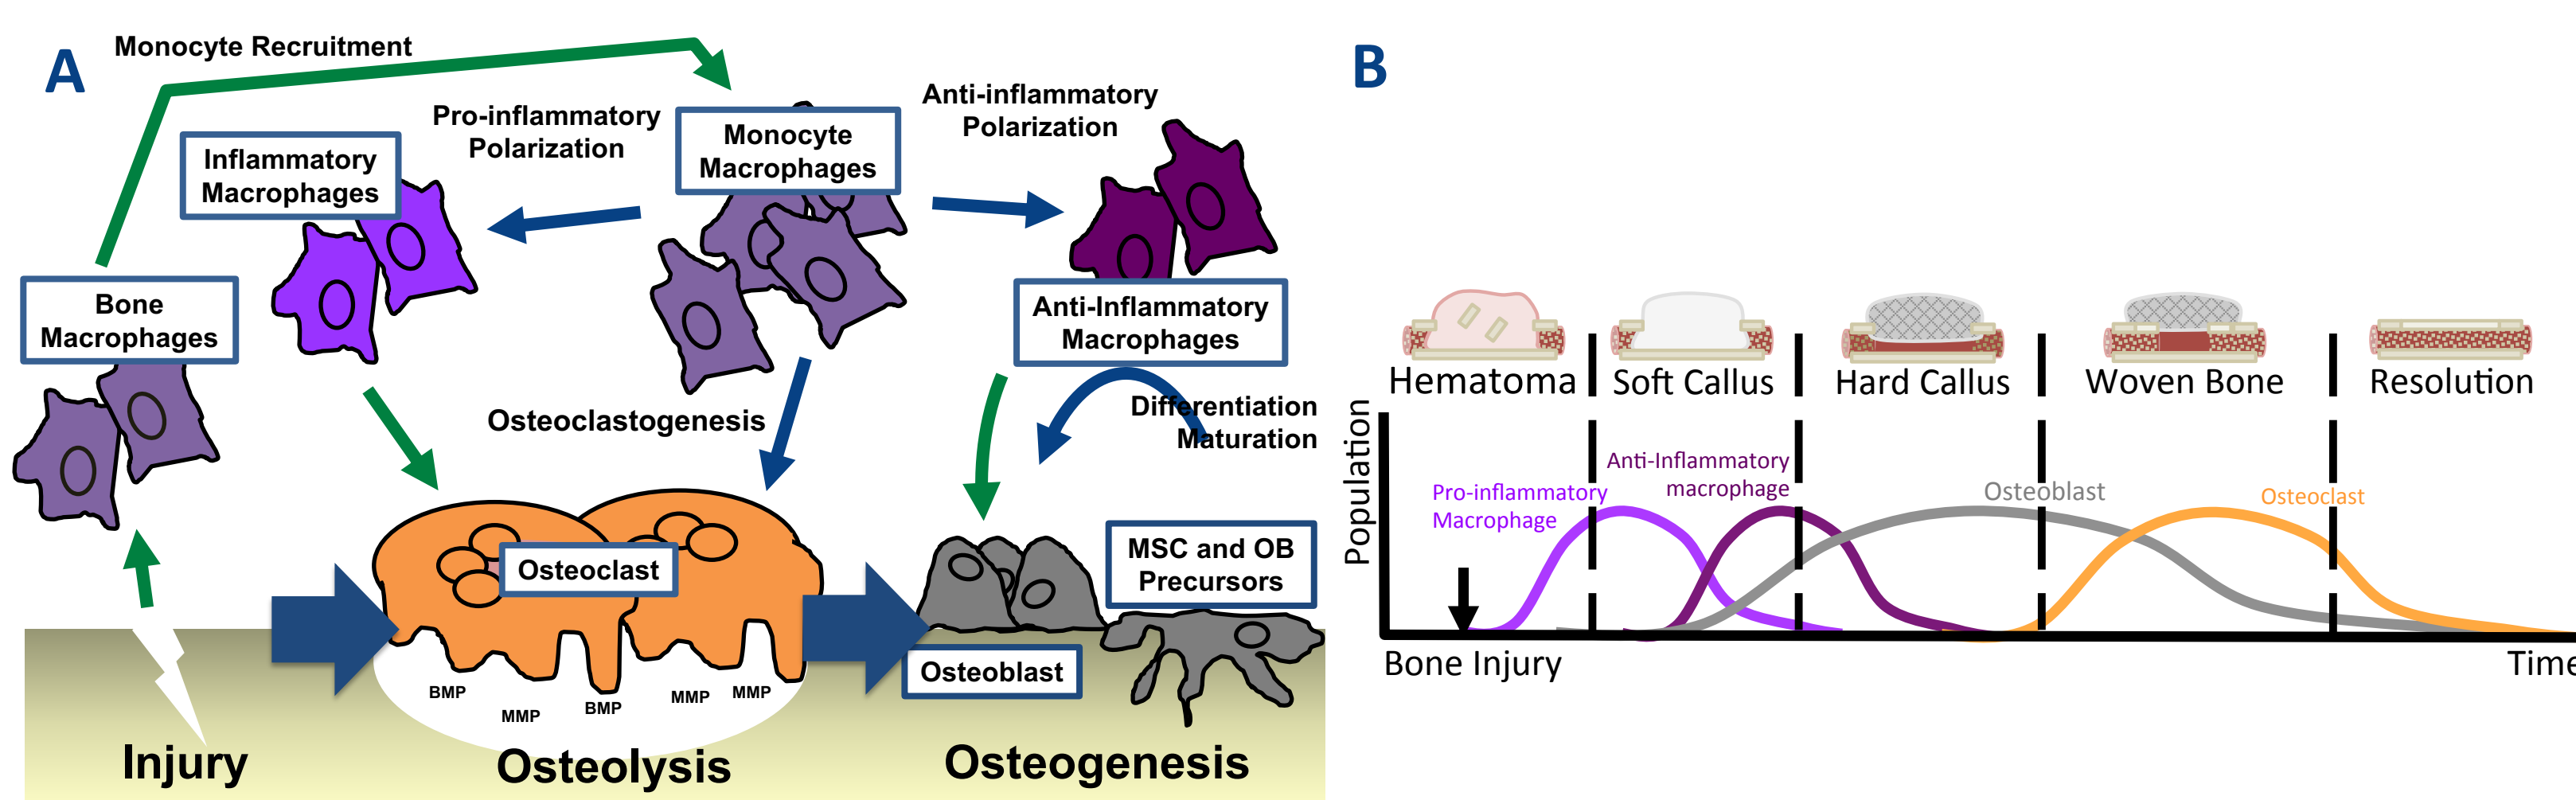 A
Monocyte Recruitment
Pro-inflammatory
Polarization
Anti-inflammatory
Polarization
Inflammatory
Macrophages
Monocyte
Macrophages
Bone
Macrophages
Anti-Inflammatory
Macrophages
Osteoclastogenesis
Differentiation
Maturation
Osteoclast
MSC and OB
Precursors
Osteoblast
BMP
MMP
BMP
MMP
MMP
Injury
Osteolysis
Osteogenesis
B
Hematoma
Soft Callus
Hard Callus
Woven Bone
Resolution
Population
Pro-inflammatory
Macrophage
Anti-Inflammatory
macrophage
Osteoblast
Osteoclast
Bone Injury
Time